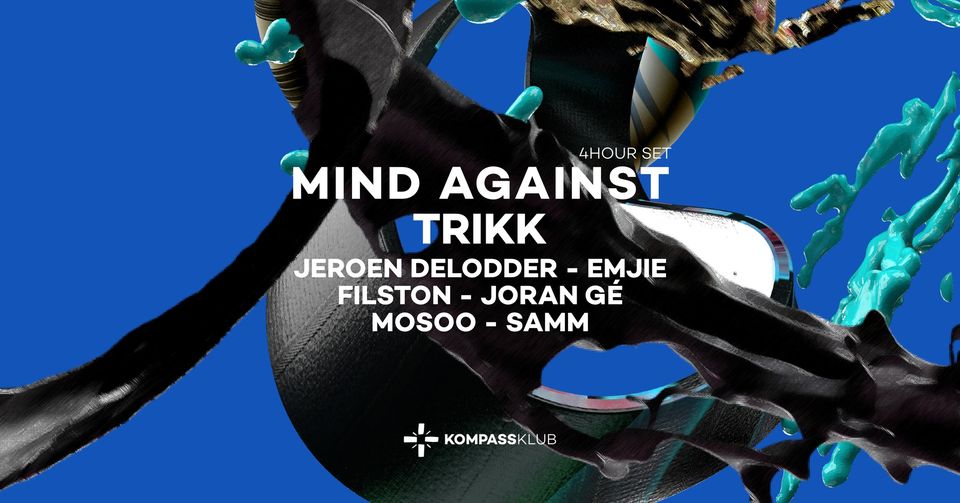 4HOUR SET
MIND AGAINST
TRIKK
JEROEN DELODDER - EMJIE
FILSTON - JORAN GÉ
MOSOO - SAMM
KOMPASSKLUB